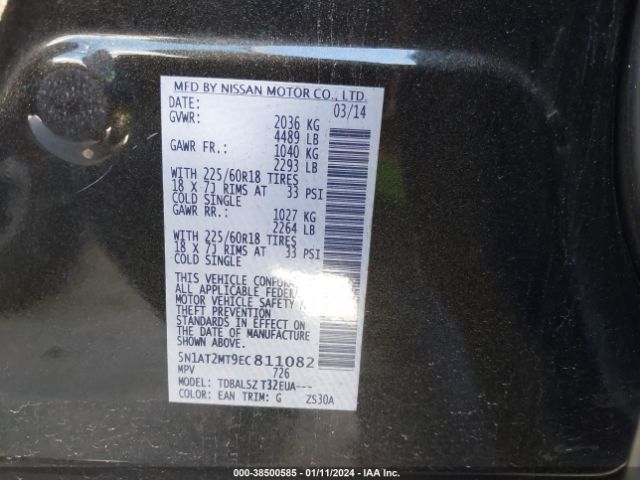 MFD BY NISSAN MOTOR CO., LTD.
DATE: 03/14
GVWR: 2036 KG
4489 LB
GAWR FR.: 1040 KG
2293 LB
WITH 225/60R18 TIRES
18 X 7J RIMS AT 33 PSI
COLD SINGLE
GAWR RR.: 1027 KG
2264 LB
WITH 225/60R18 TIRES
18 X 7J RIMS AT 33 PSI
COLD SINGLE
THIS VEHICLE CONFOR
ALL APPLICABLE FEDER
MOTOR VEHICLE SAFETY
THEFT PREVENTION
STANDARDS IN EFFECT ON
THE DATE OF MANUFACTURE
SHOWN ABOVE.
5N1AT2MT9EC811082
MPV 726
MODEL: TDBALSZ T32EUA---
COLOR: EAN TRIM: G ZS30A
000-38500585 - 01/11/2024 - IAA Inc.